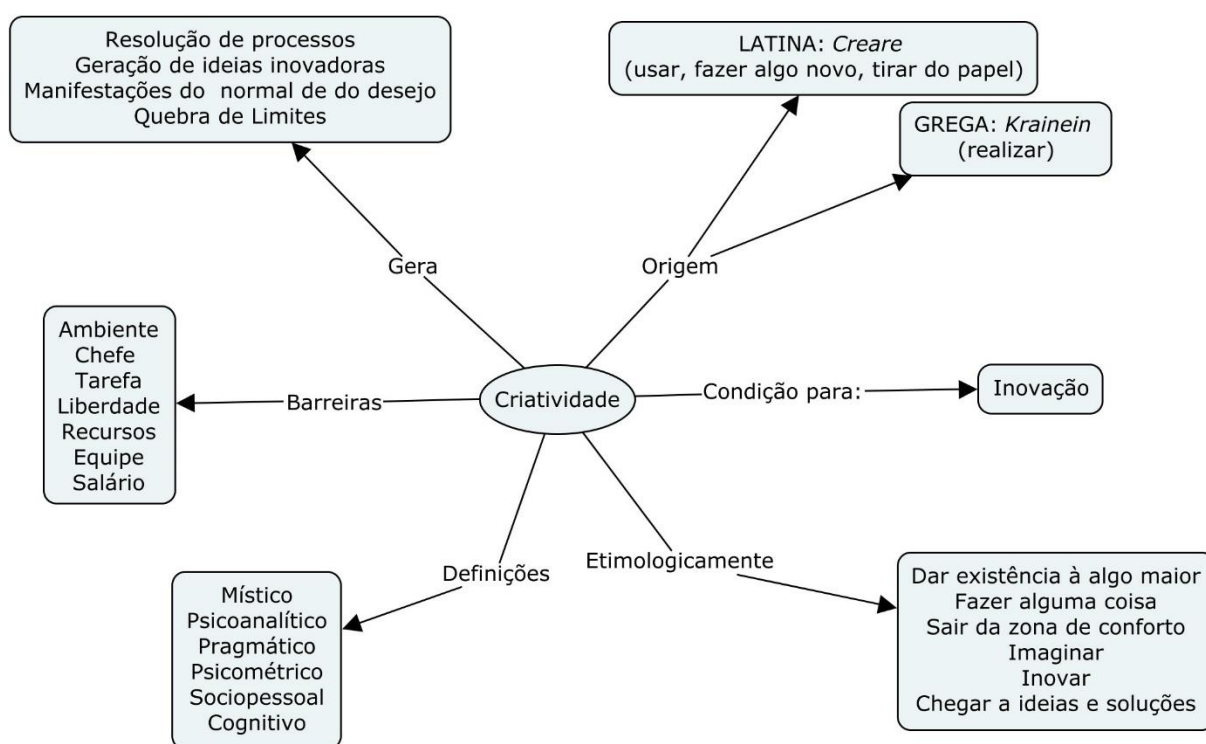 Resolução de processos
Geração de ideias inovadoras
Manifestações do normal de do desejo
Quebra de Limites
LATINA: Creare
(usar, fazer algo novo, tirar do papel)
GREGA: Krainein
(realizar)
Gera
Origem
Ambiente
Chefe
Tarefa
Liberdade
Recursos
Equipe
Salário
Barreiras
Criatividade
Condição para:
Inovação
Definições
Etimologicamente
Místico
Psicoanalítico
Pragmático
Psicométrico
Sociopessoal
Cognitivo
Dar existência à algo maior
Fazer alguma coisa
Sair da zona de conforto
Imaginar
Inovar
Chegar a ideias e soluções